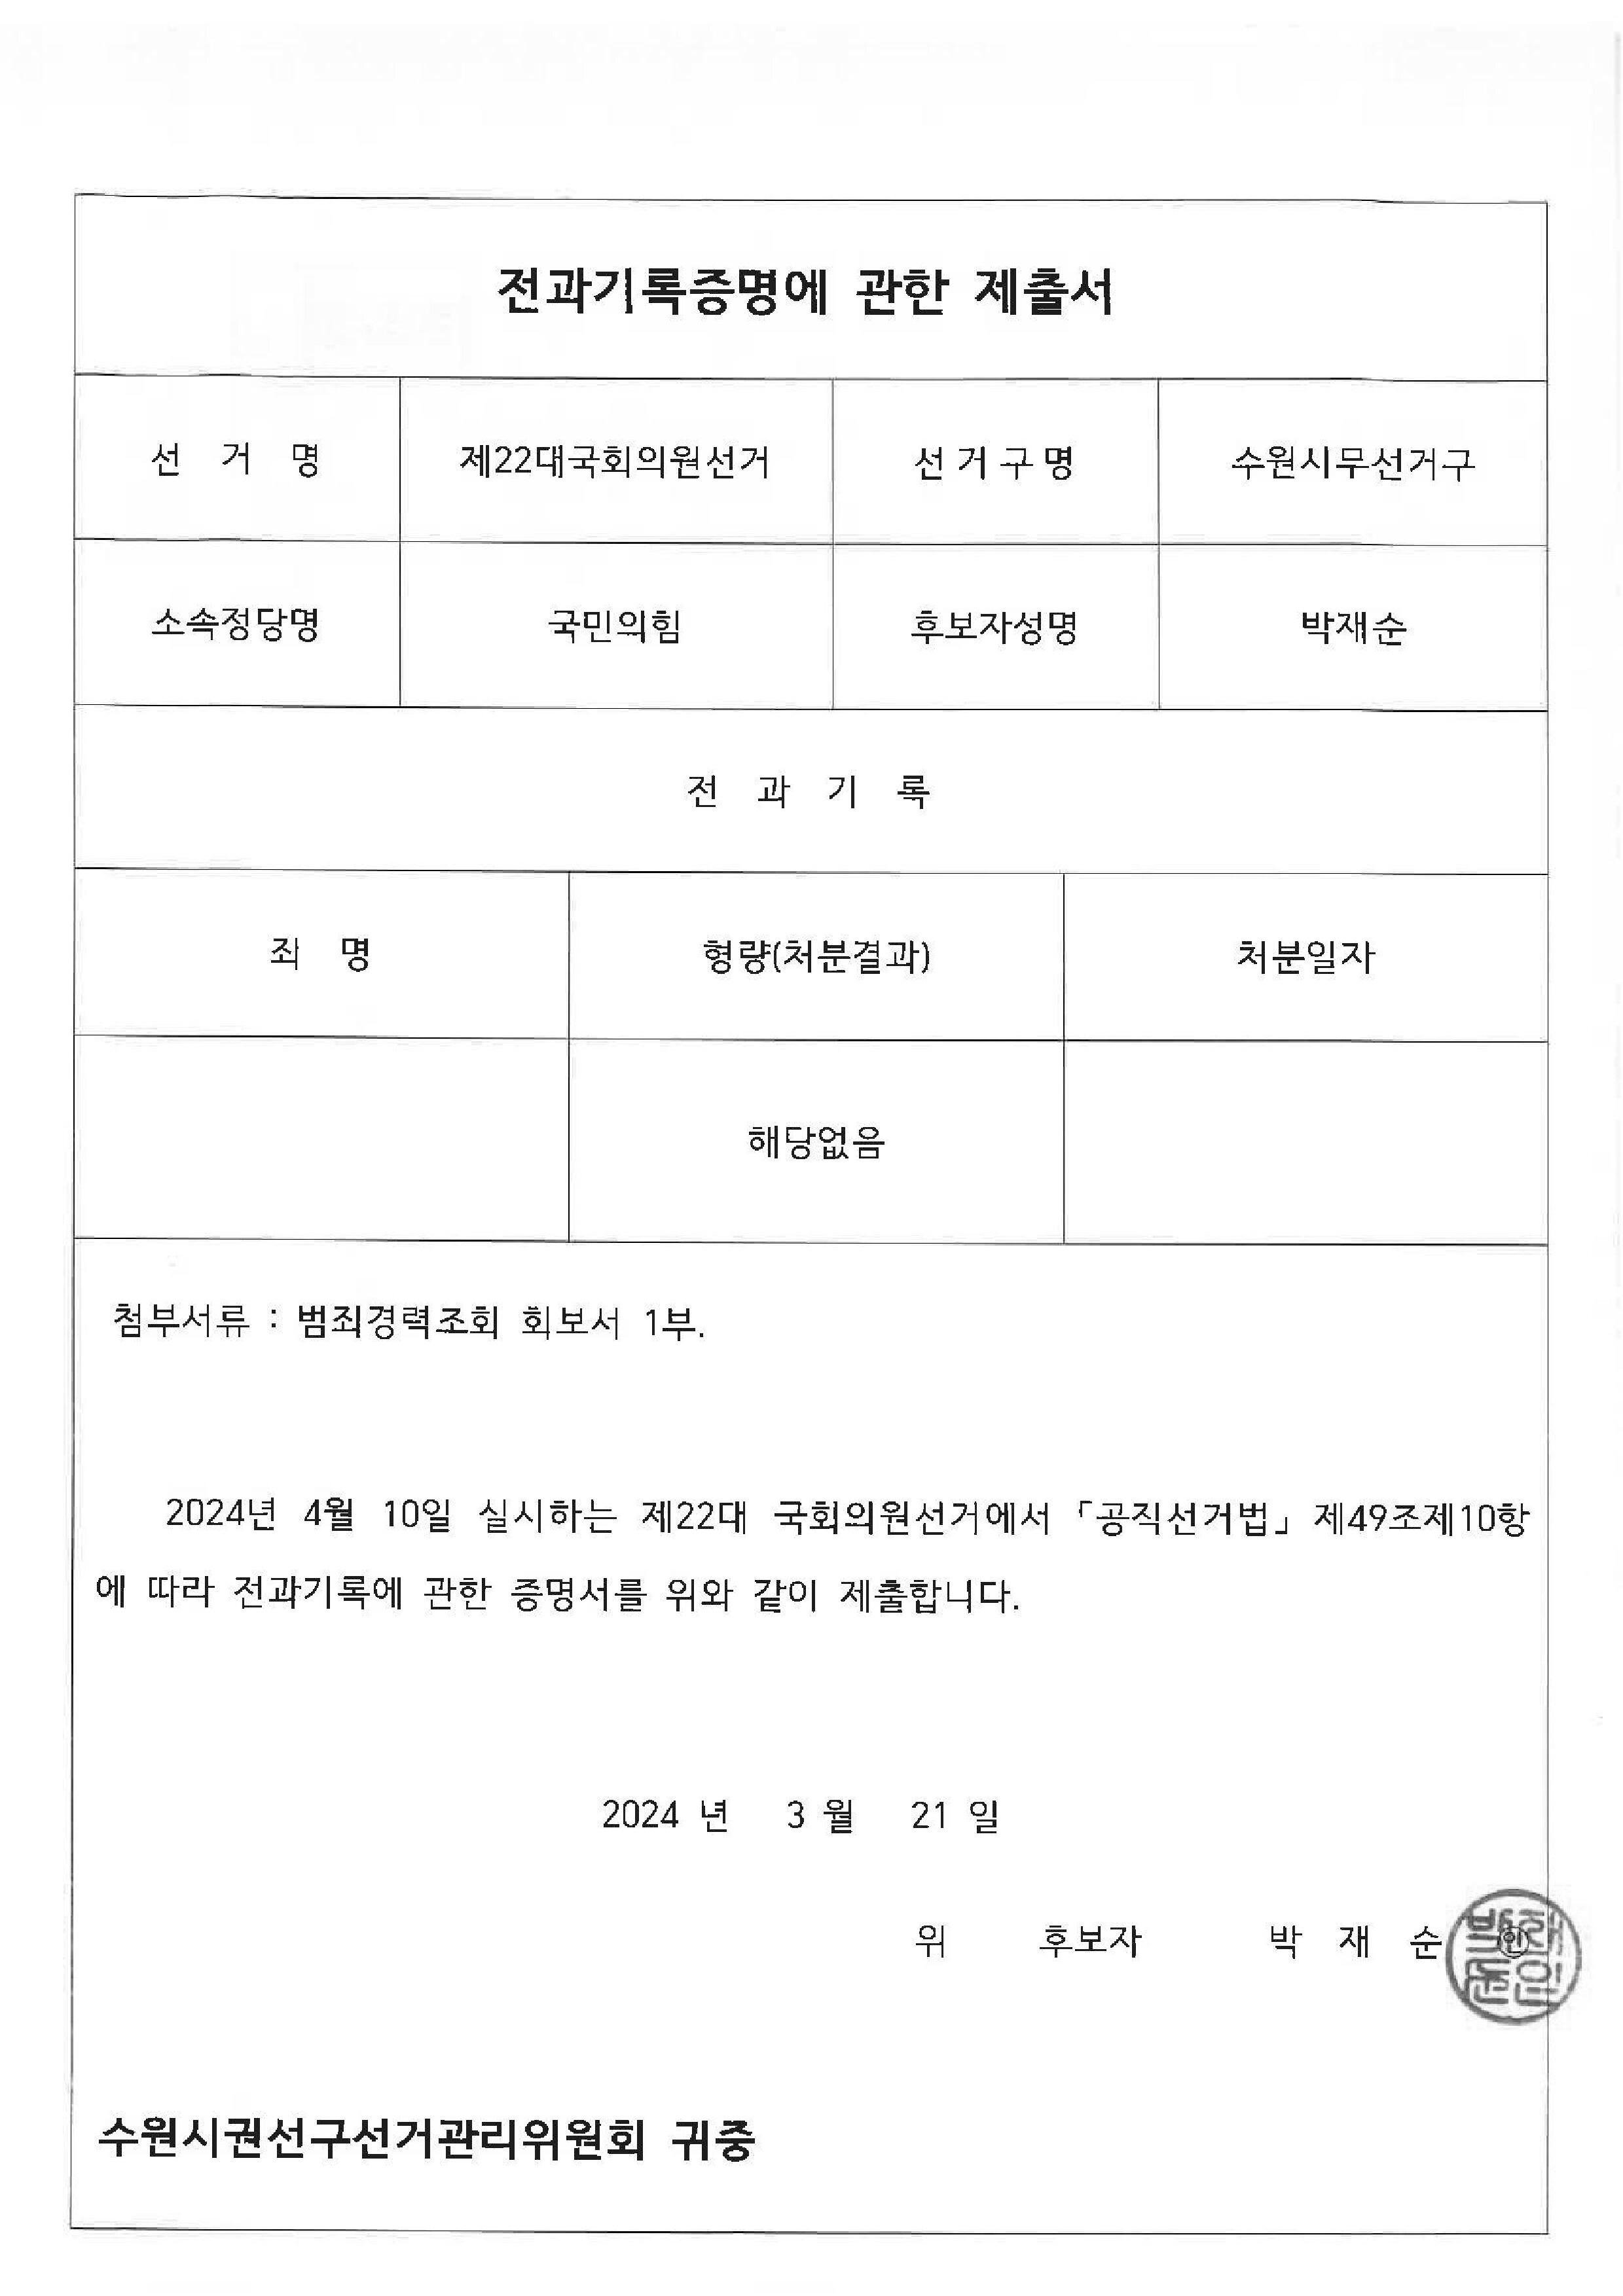 전과기록증명에 관한 제출서
선 거 명 제22대국회의원선거 선거구명 수원시무선거구
소속정당명 국민의힘 후보자성명 박재순
전 과 기 록
죄 명 형량(처분결과) 처분일자
해당없음
첨부서류 : 범죄경력조회 회보서 1부.
2024년 4월 10일 실시하는 제22대 국회의원선거에서 「공직선거법」 제49조제10항
에 따라 전과기록에 관한 증명서를 위와 같이 제출합니다.
2024 년 3 월 21 일
위 후보자 박 재 순 ㊞
박재
순인
수원시권선구선거관리위원회 귀중